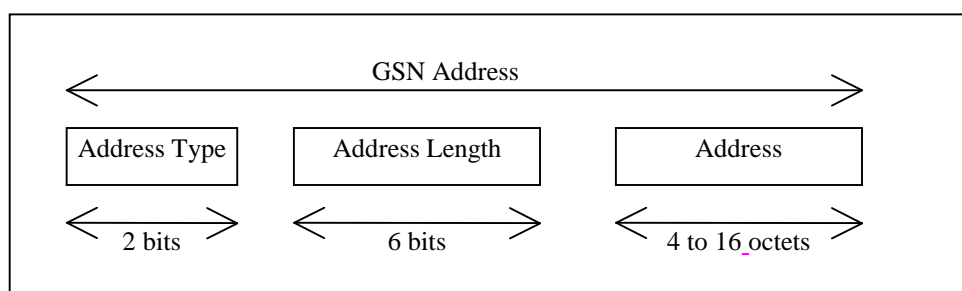 GSN Address
Address Type Address Length Address
2 bits 6 bits 4 to 16 octets